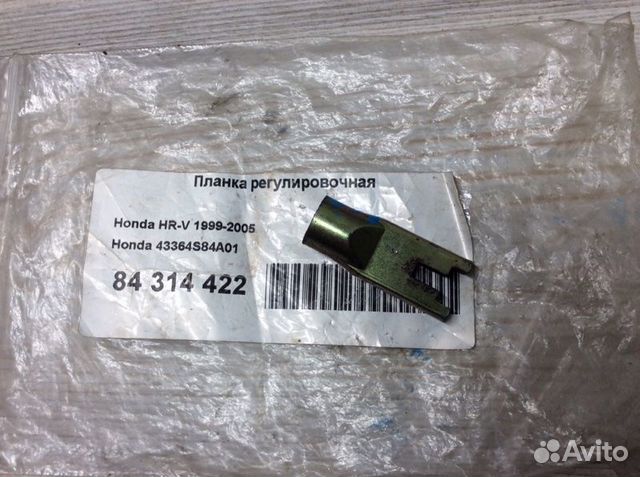 Планка регулировочная
Honda HR-V 1999-2005
Honda 43364S84A01
84 314 422
Avito